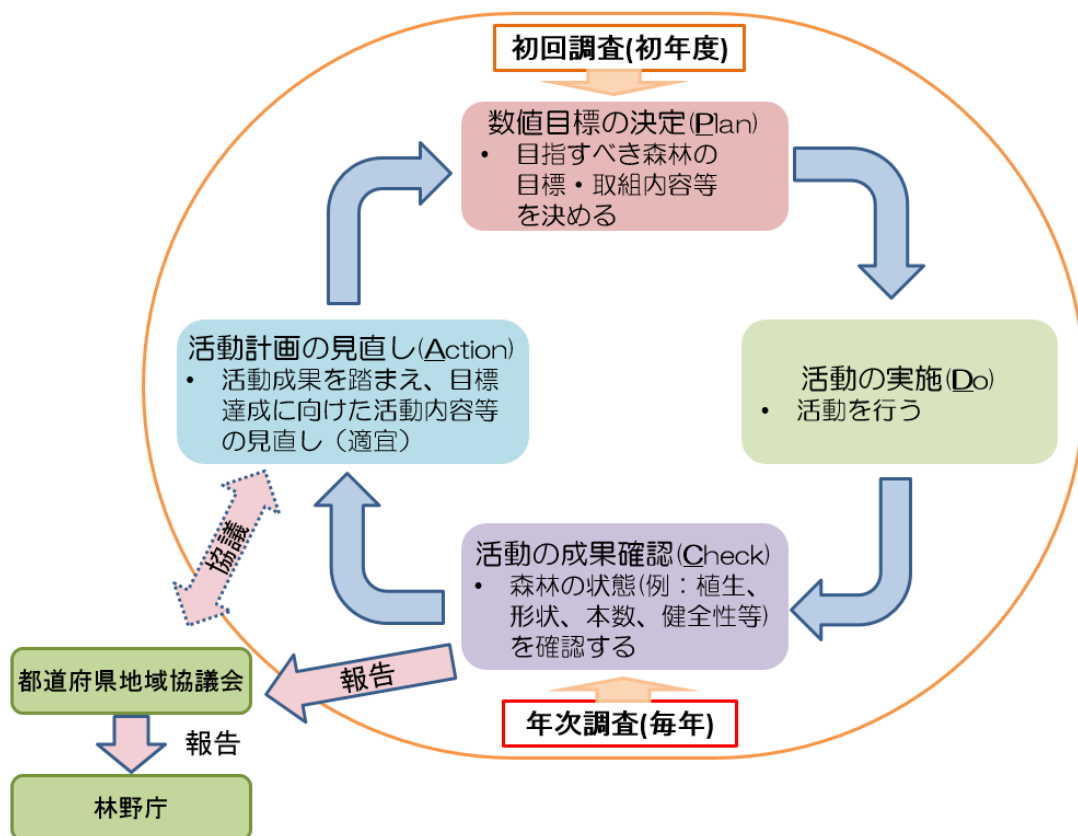 初回調査(初年度)
数値目標の決定(Plan)
• 目指すべき森林の
目標・取組内容等
を決める
活動計画の見直し(Action)
• 活動成果を踏まえ、目標
達成に向けた活動内容等
の見直し（適宜）
活動の実施(Do)
• 活動を行う
協議
活動の成果確認(Check)
• 森林の状態(例：植生、
形状、本数、健全性等)
を確認する
報告
都道府県地域協議会
年次調査(毎年)
報告
林野庁